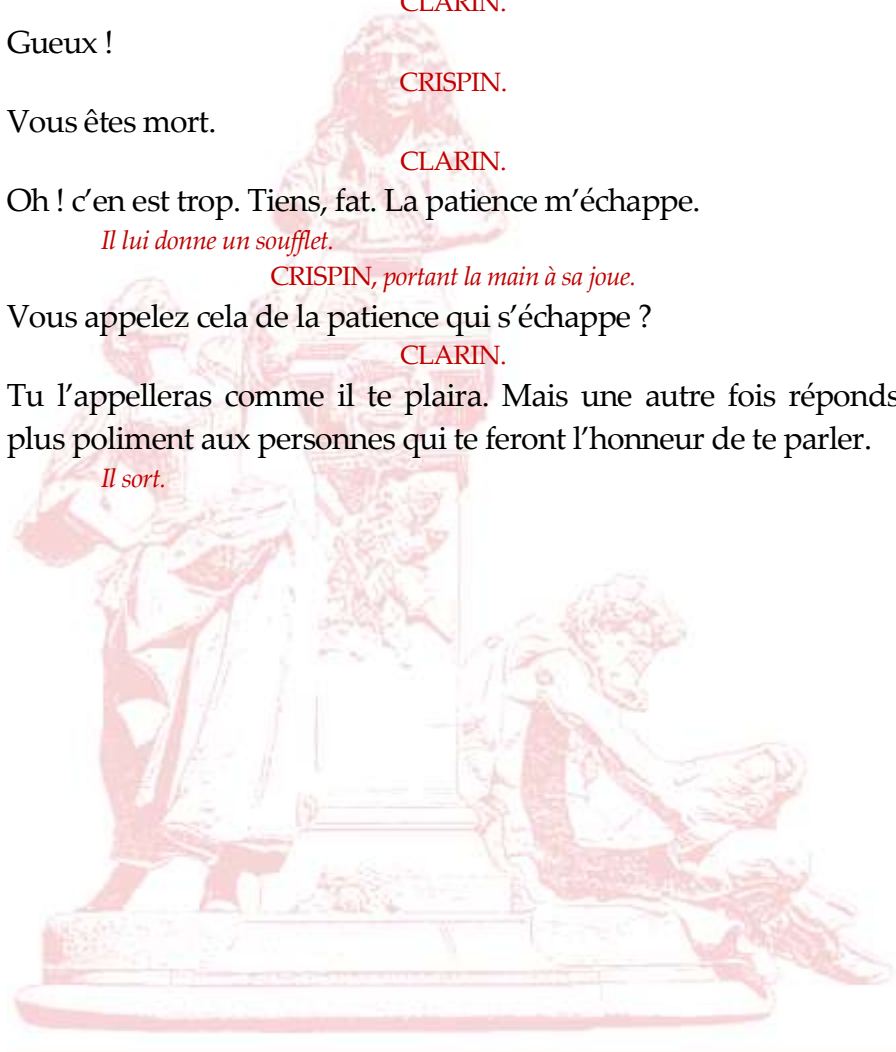 CLARIN.
Gueux !
CRISPIN.
Vous êtes mort.
CLARIN.
Oh ! c’en est trop. Tiens, fat. La patience m’échappe.
Il lui donne un soufflet.
CRISPIN, portant la main à sa joue.
Vous appelez cela de la patience qui s’échappe ?
CLARIN.
Tu l’appelleras comme il te plaira. Mais une autre fois réponds
plus poliment aux personnes qui te feront l’honneur de te parler.
Il sort.